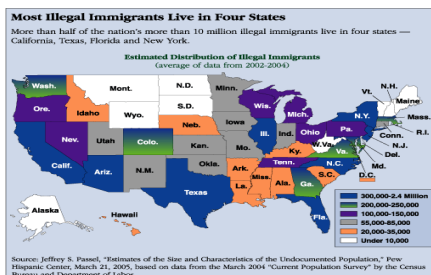 Most Illegal Immigrants Live in Four States
More than half of the nation's more than 10 million illegal immigrants live in four states —
California, Texas, Florida and New York.
Estimated Distribution of Illegal Immigrants
(average of data from 2002-2004)
Wash.
Mont.
N.D.
Minn.
Vt.
N.H.
Maine
Ore.
Idaho
S.D.
Wis.
Mich.
N.Y.
Mass.
Wyo.
Neb.
Iowa
Pa.
Conn.
R.I.
Nev.
Utah
Colo.
Ill.
Ind.
Ohio
N.J.
Calif.
Kan.
Mo.
W.Va.
Va.
Del.
Ky.
Md.
Ariz.
N.M.
Okla.
Ark.
Tenn.
N.C.
D.C.
Miss.
Ala.
Ga.
S.C.
Texas
La.
Fla.
Alaska
Hawaii
300,000-2.4 Million
200,000-250,000
100,000-150,000
55,000-85,000
20,000-35,000
Under 10,000
Source: Jeffrey S. Passel, "Estimates of the Size and Characteristics of the Undocumented Population," Pew
Hispanic Center, March 21, 2005, based on data from the March 2004 "Current Population Survey" by the Census
Bureau and Department of Labor